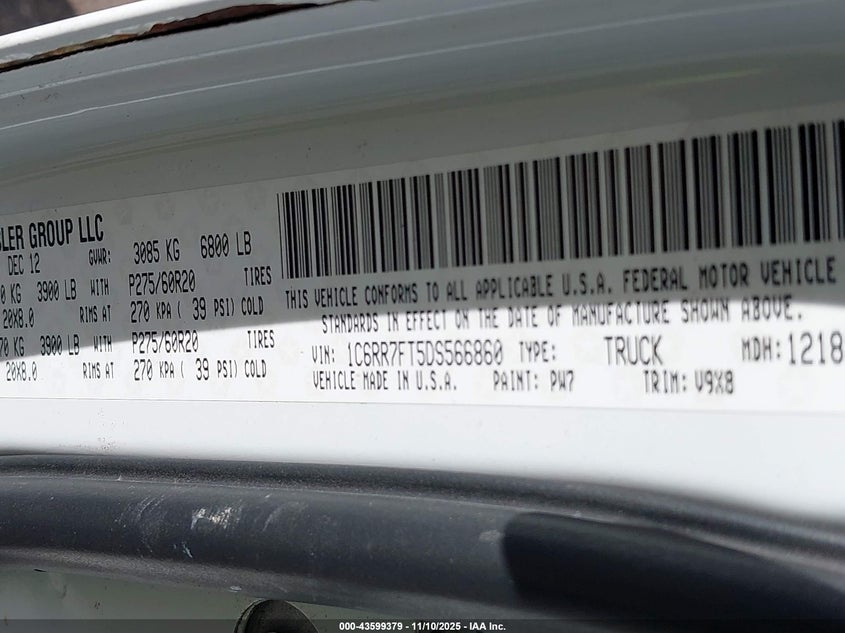 GROUP LLC
DEC 12 GVWR: 3085 KG 6800 LB
KG 3900 LB WITH P275/60R20 TIRES
20X8.0 RIMS AT 270 KPA ( 39 PSI) COLD
KG 3900 LB WITH P275/60R20 TIRES
20X8.0 RIMS AT 270 KPA ( 39 PSI) COLD
THIS VEHICLE CONFORMS TO ALL APPLICABLE U.S.A. FEDERAL MOTOR VEHICLE
STANDARDS IN EFFECT ON THE DATE OF MANUFACTURE SHOWN ABOVE.
VIN: 1C6RR7FT5DS566860 TYPE: TRUCK MDH: 1218
VEHICLE MADE IN U.S.A. PAINT: PW7 TRIM: V9X8
000-43599379 — 11/10/2025 — IAA Inc.